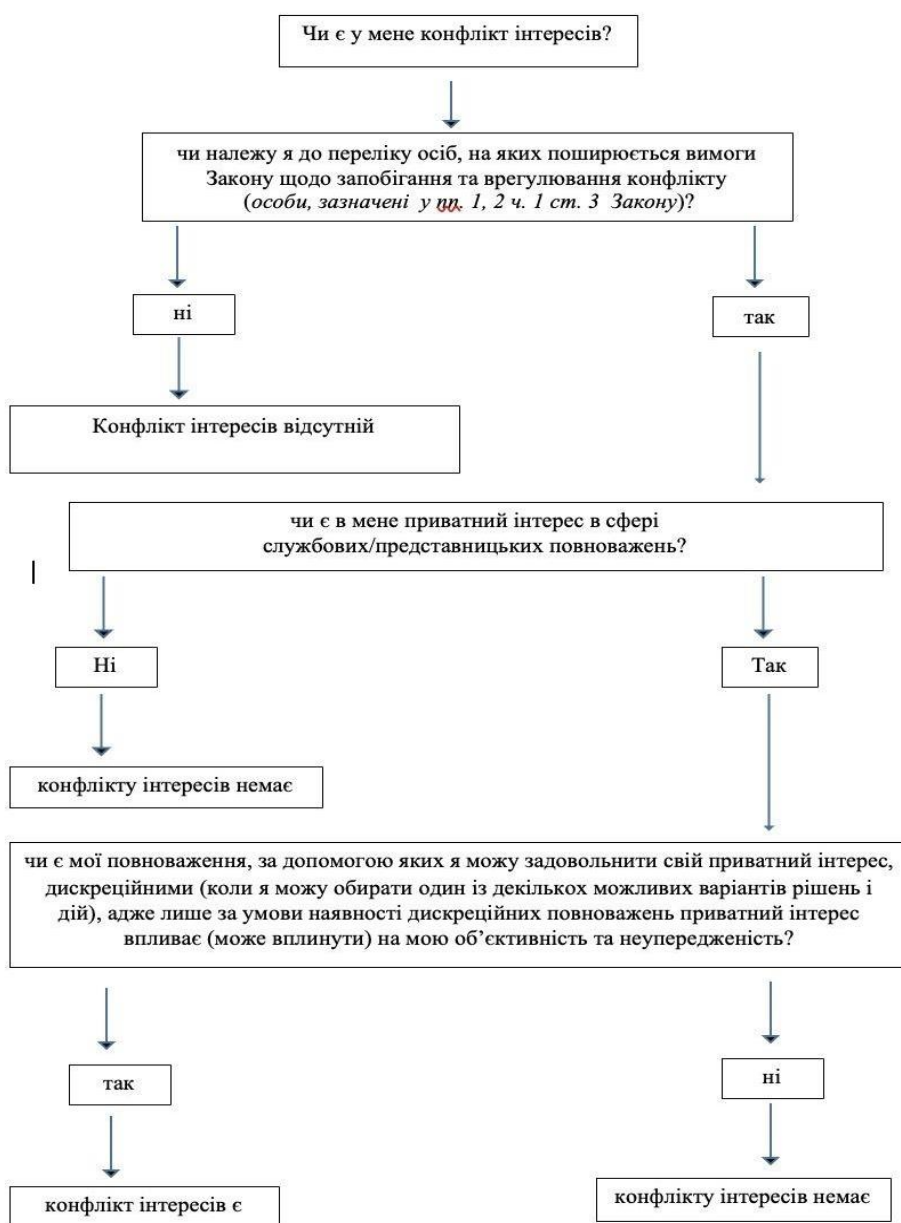 Чи є у мене конфлікт інтересів?
чи належу я до переліку осіб, на яких поширюється вимоги
Закону щодо запобігання та врегулювання конфлікту
(особи, зазначені у пп. 1, 2 ч. 1 ст. 3 Закону)?
ні
так
Конфлікт інтересів відсутній
чи є в мене приватний інтерес в сфері
службових/представницьких повноважень?
Ні
Так
конфлікту інтересів немає
чи є мої повноваження, за допомогою яких я можу задовольнити свій приватний інтерес,
дискреційними (коли я можу обирати один із декількох можливих варіантів рішень і
дій), адже лише за умови наявності дискреційних повноважень приватний інтерес
впливає (може вплинути) на мою об’єктивність та неупередженість?
так
ні
конфлікт інтересів є
конфлікту інтересів немає